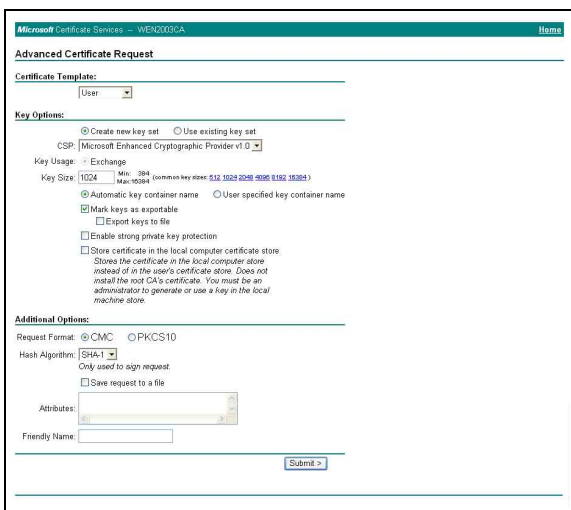 Microsoft Certificate Services -- WEN2003CA Home
Advanced Certificate Request
Certificate Template:
User
Key Options:
Create new key set Use existing key set
CSP: Microsoft Enhanced Cryptographic Provider v1.0
Key Usage: Exchange
Key Size: 1024 Min: 384 Max: 16384 (common key sizes: 512 1024 2048 4096 8192 16384 )
Automatic key container name User specified key container name
Mark keys as exportable
Export keys to file
Enable strong private key protection
Store certificate in the local computer certificate store
Stores the certificate in the local computer store
instead of in the user's certificate store. Does not
install the root CA's certificate. You must be an
administrator to generate or use a key in the local
machine store.
Additional Options:
Request Format: CMC PKCS10
Hash Algorithm: SHA-1
Only used to sign request.
Save request to a file
Attributes:
Friendly Name:
Submit >